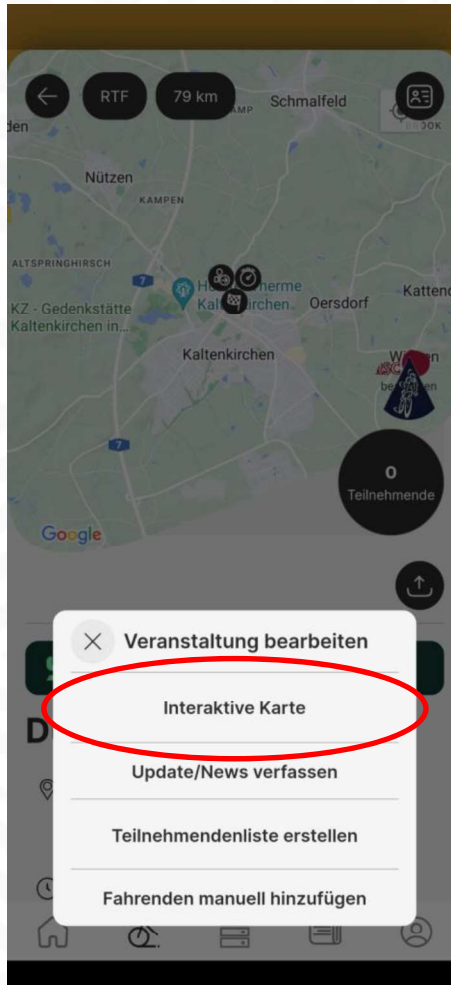 RTF
79 km
Schmalfeld
Nützen
KAMPEN
ALTSPRINGHIRSCH
7
KZ - Gedenkstätte
Kaltenkirchen in...
Oersdorf
Kaltenkirchen
7
0
Teilnehmende
Google
Veranstaltung bearbeiten
Interaktive Karte
Update/News verfassen
Teilnehmendenliste erstellen
Fahrenden manuell hinzufügen